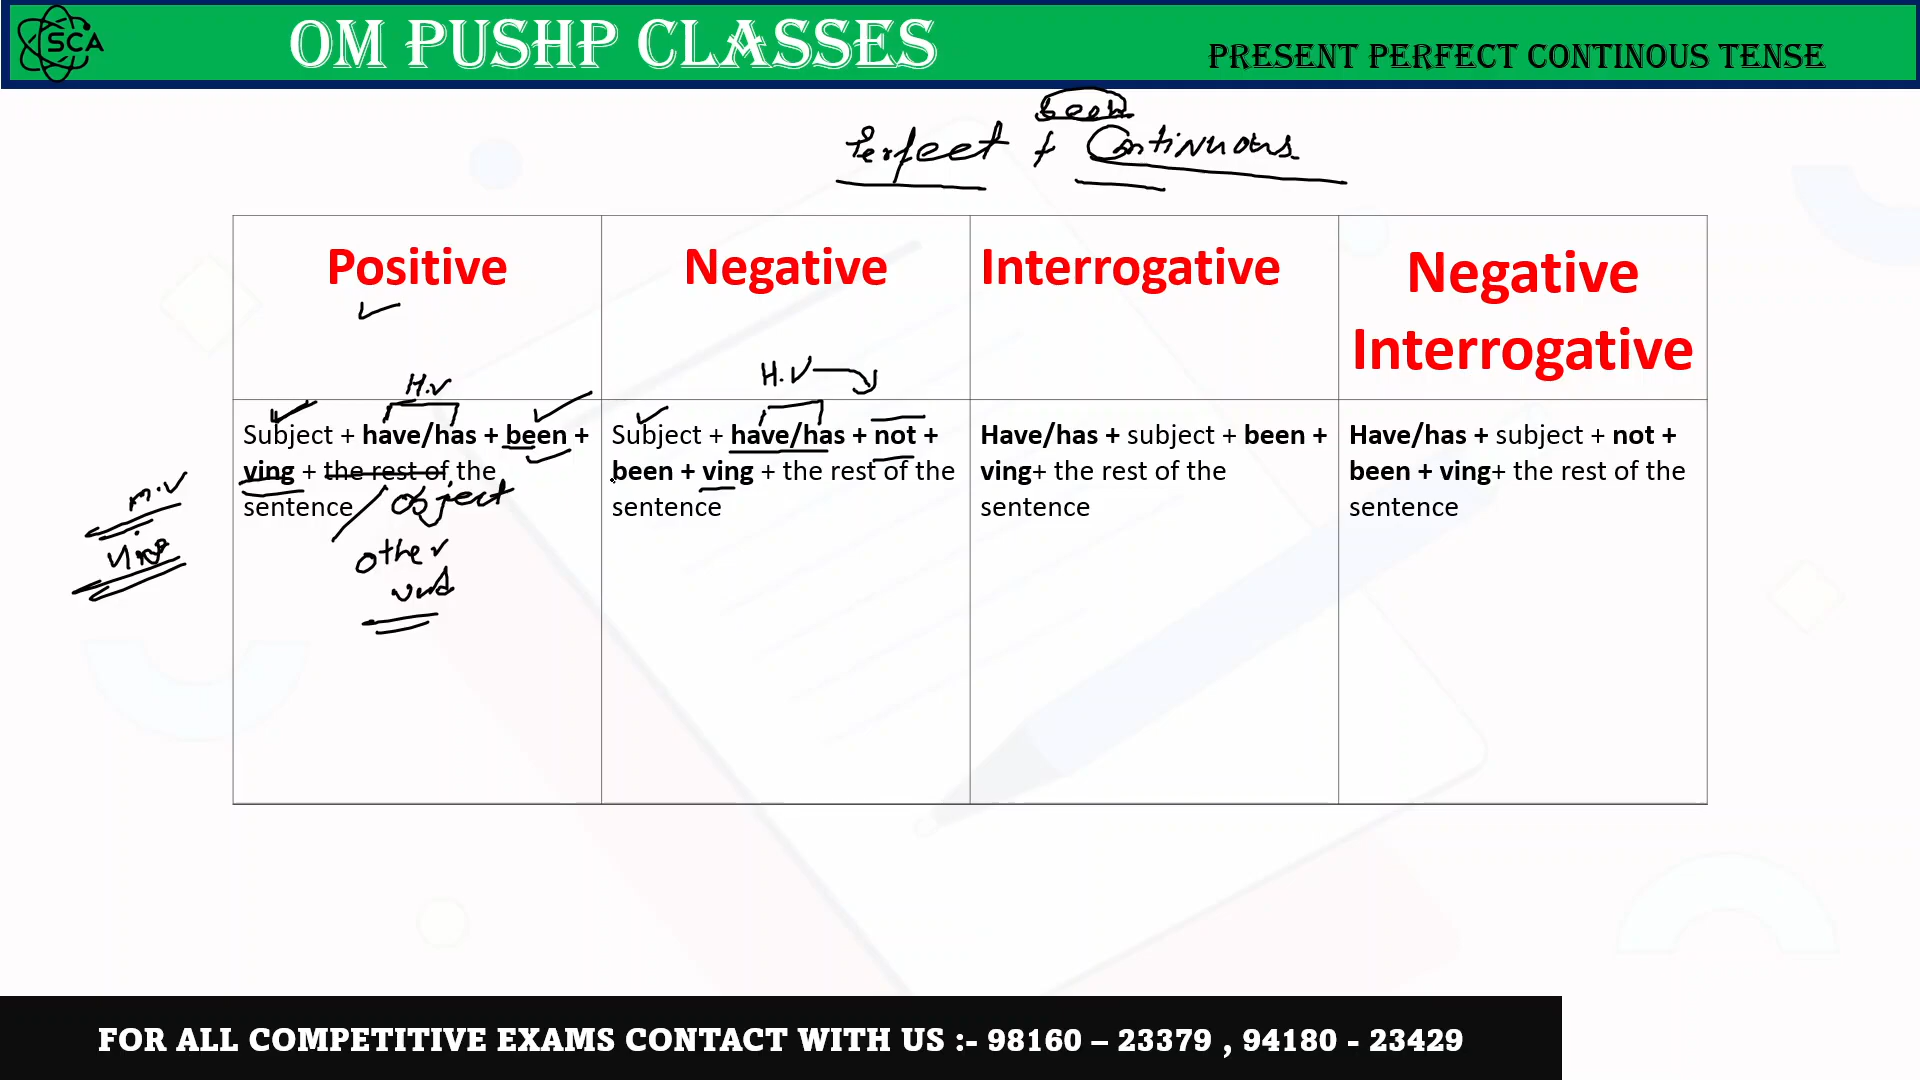 SCA
OM PUSHP CLASSES
PRESENT PERFECT CONTINOUS TENSE
been
Perfect + Continuous
Positive
Negative
Interrogative
Negative
Interrogative
H.V
H.V
Subject + have/has + been +
ving + the rest of the
sentence
object
other
m.v
ving
Subject + have/has + not +
been + ving + the rest of the
sentence
Have/has + subject + been +
ving+ the rest of the
sentence
Have/has + subject + not +
been + ving+ the rest of the
sentence
FOR ALL COMPETITIVE EXAMS CONTACT WITH US :- 98160 – 23379 , 94180 - 23429